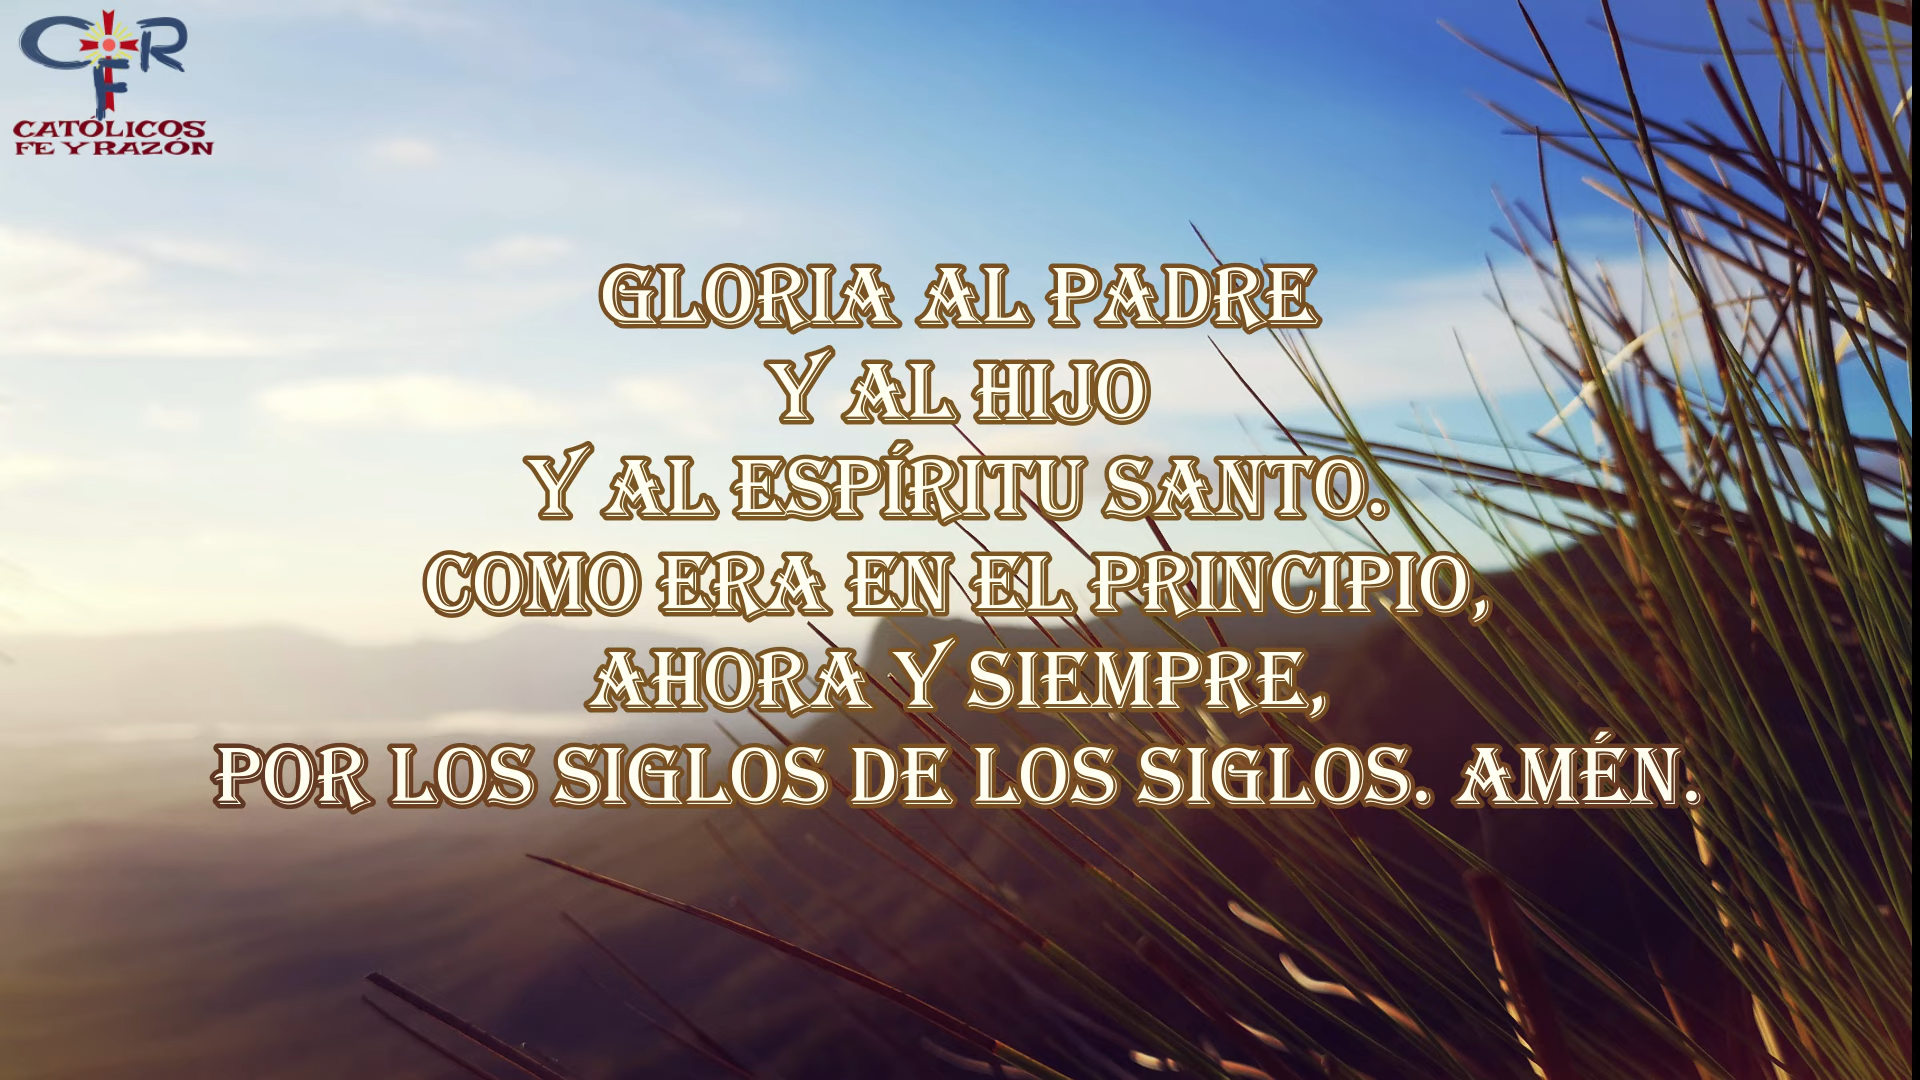 CFR
CATÓLICOS
FE Y RAZÓN
GLORIA AL PADRE
Y AL HIJO
Y AL ESPÍRITU SANTO.
COMO ERA EN EL PRINCIPIO,
AHORA Y SIEMPRE,
POR LOS SIGLOS DE LOS SIGLOS. AMÉN.